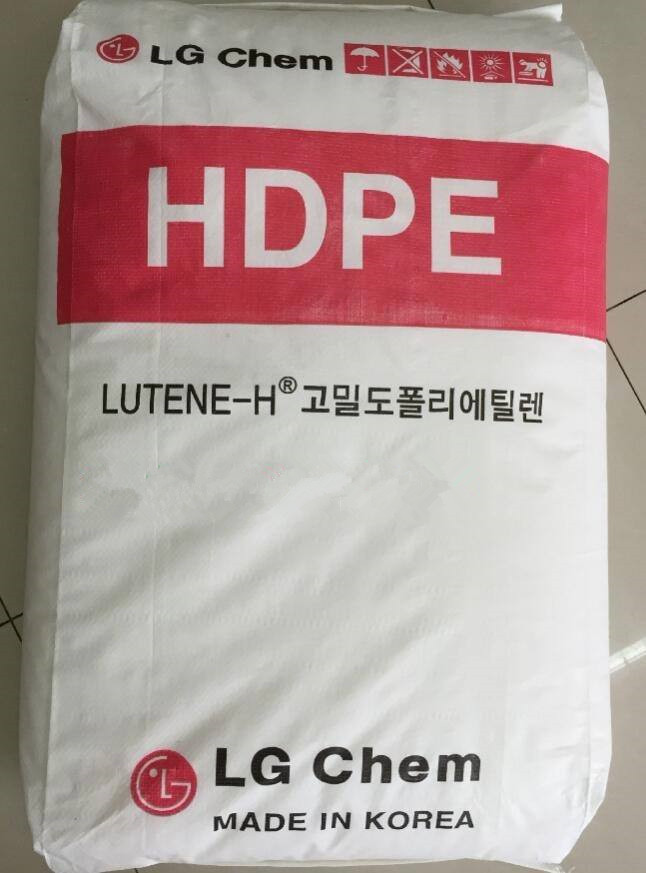 LG Chem
HDPE
LUTENE-H® 고밀도폴리에틸렌
LG Chem
MADE IN KOREA